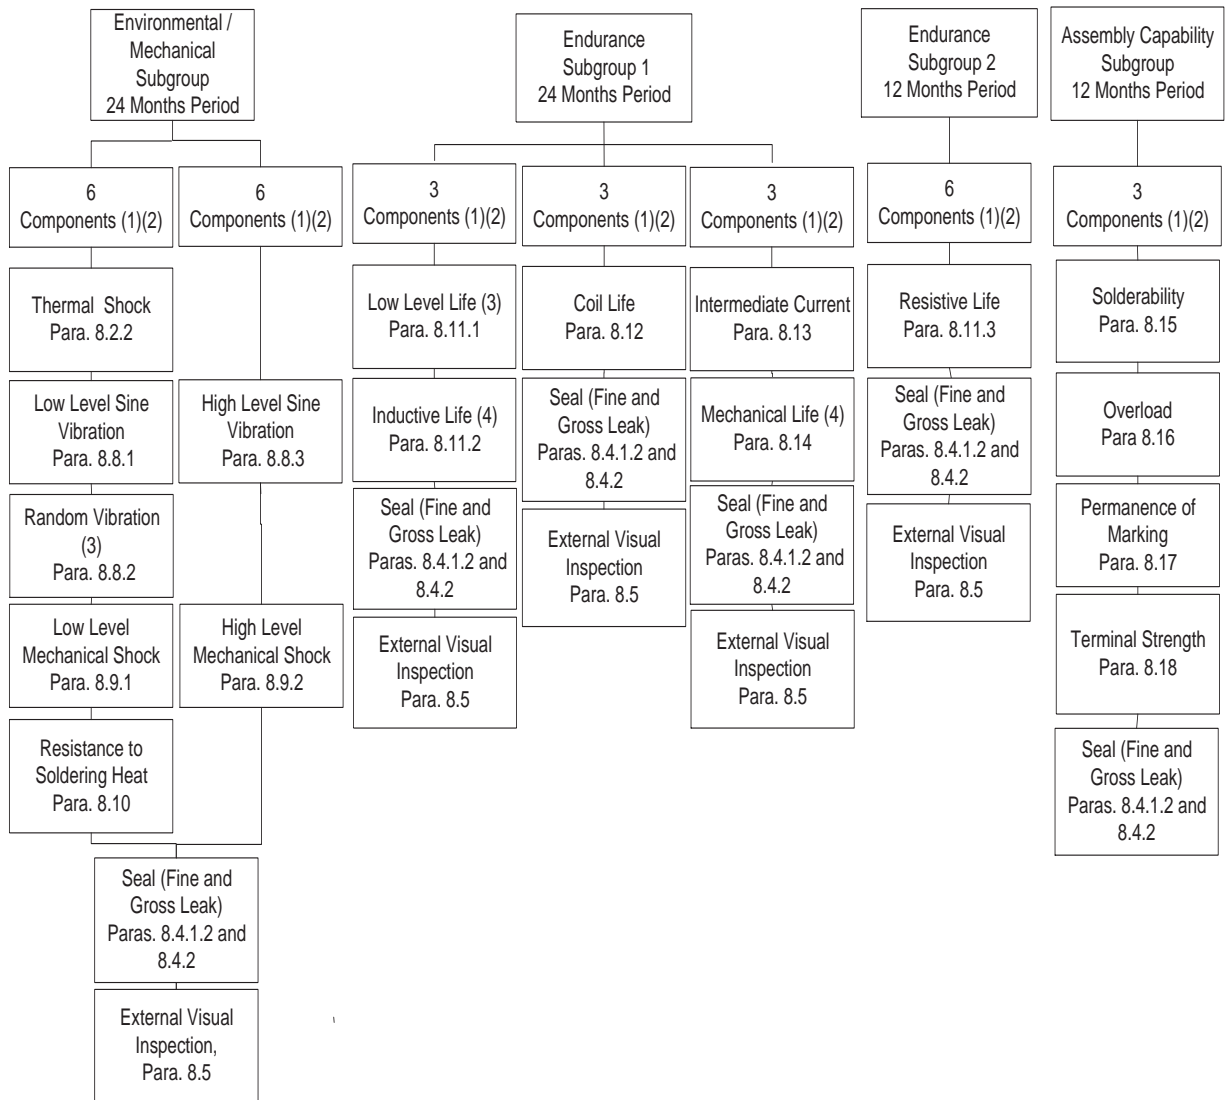 Environmental /
Mechanical
Subgroup
24 Months Period
Endurance
Subgroup 1
24 Months Period
Endurance
Subgroup 2
12 Months Period
Assembly Capability
Subgroup
12 Months Period
6
Components (1)(2)
6
Components (1)(2)
3
Components (1)(2)
3
Components (1)(2)
3
Components (1)(2)
6
Components (1)(2)
3
Components (1)(2)
Thermal Shock
Para. 8.2.2
Low Level Sine
Vibration
Para. 8.8.1
Random Vibration
(3)
Para. 8.8.2
Low Level
Mechanical Shock
Para. 8.9.1
Resistance to
Soldering Heat
Para. 8.10
High Level Sine
Vibration
Para. 8.8.3
High Level
Mechanical Shock
Para. 8.9.2
Seal (Fine and
Gross Leak)
Paras. 8.4.1.2 and
8.4.2
External Visual
Inspection,
Para. 8.5
Low Level Life (3)
Para. 8.11.1
Inductive Life (4)
Para. 8.11.2
Seal (Fine and
Gross Leak)
Paras. 8.4.1.2 and
8.4.2
External Visual
Inspection
Para. 8.5
Coil Life
Para. 8.12
Seal (Fine and
Gross Leak)
Paras. 8.4.1.2 and
8.4.2
External Visual
Inspection
Para. 8.5
Intermediate Current
Para. 8.13
Mechanical Life (4)
Para. 8.14
Seal (Fine and
Gross Leak)
Paras. 8.4.1.2 and
8.4.2
External Visual
Inspection
Para. 8.5
Resistive Life
Para. 8.11.3
Seal (Fine and
Gross Leak)
Paras. 8.4.1.2 and
8.4.2
External Visual
Inspection
Para. 8.5
Solderability
Para. 8.15
Overload
Para 8.16
Permanence of
Marking
Para. 8.17
Terminal Strength
Para. 8.18
Seal (Fine and
Gross Leak)
Paras. 8.4.1.2 and
8.4.2